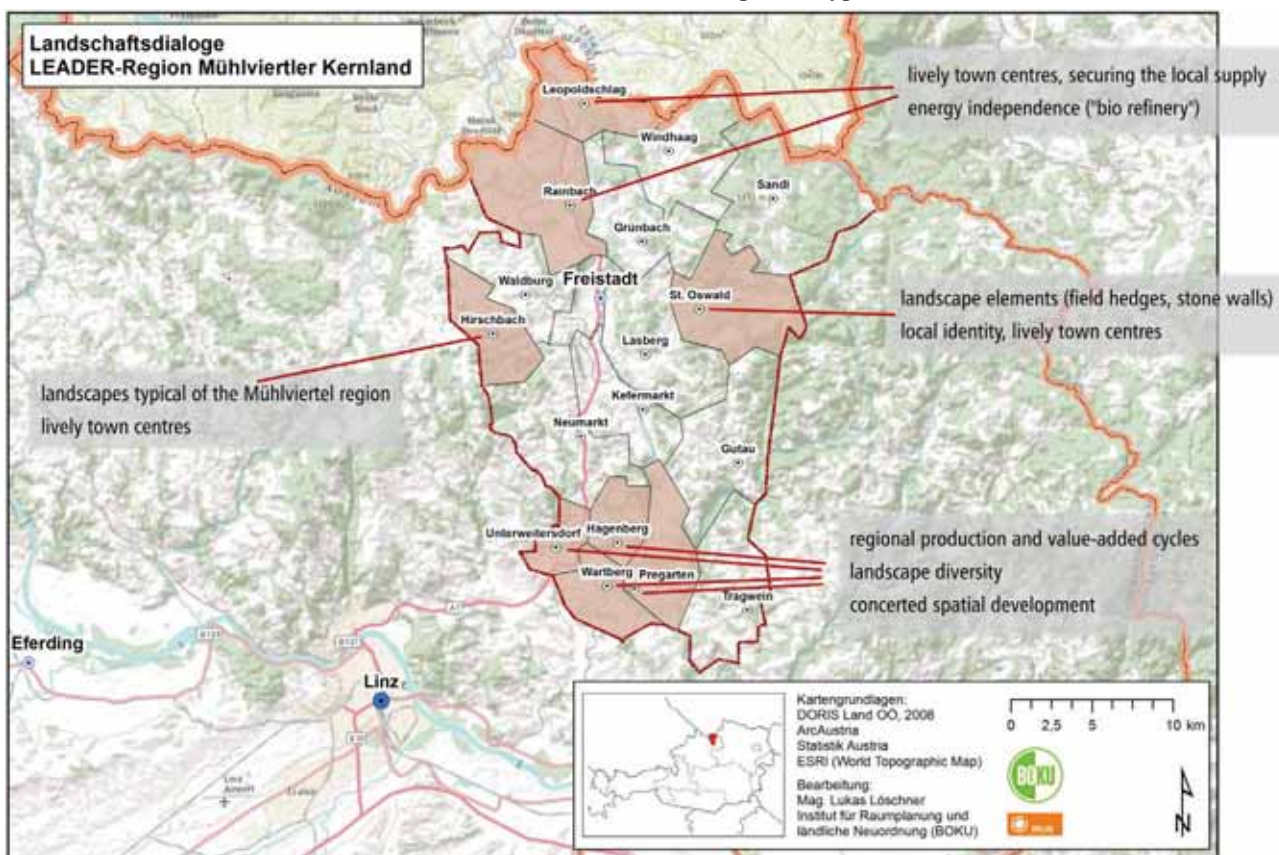 Landschaftsdialoge
LEADER-Region Mühlviertler Kernland
lively town centres, securing the local supply
energy independence ("bio refinery")
Leopoldschlag
Windhaag
Rainbach
Sandl
Grünbach
Waldburg
Freistadt
St. Oswald
landscape elements (field hedges, stone walls)
local identity, lively town centres
Hirschbach
Lasberg
landscapes typical of the Mühlviertel region
lively town centres
Kefermarkt
Neumarkt
Gutau
Unterweitersdorf
Hagenberg
regional production and value-added cycles
landscape diversity
concerted spatial development
Wartberg
Pregarten
Tragwein
Eferding
Linz
Kartengrundlagen:
DORIS Land OÖ, 2008
ArcAustria
Statistik Austria
ESRI (World Topographic Map)
Bearbeitung:
Mag. Lukas Löschner
Institut für Raumplanung und
ländliche Neuordnung (BOKU)
0 2,5 5 10 km
BOKU
N